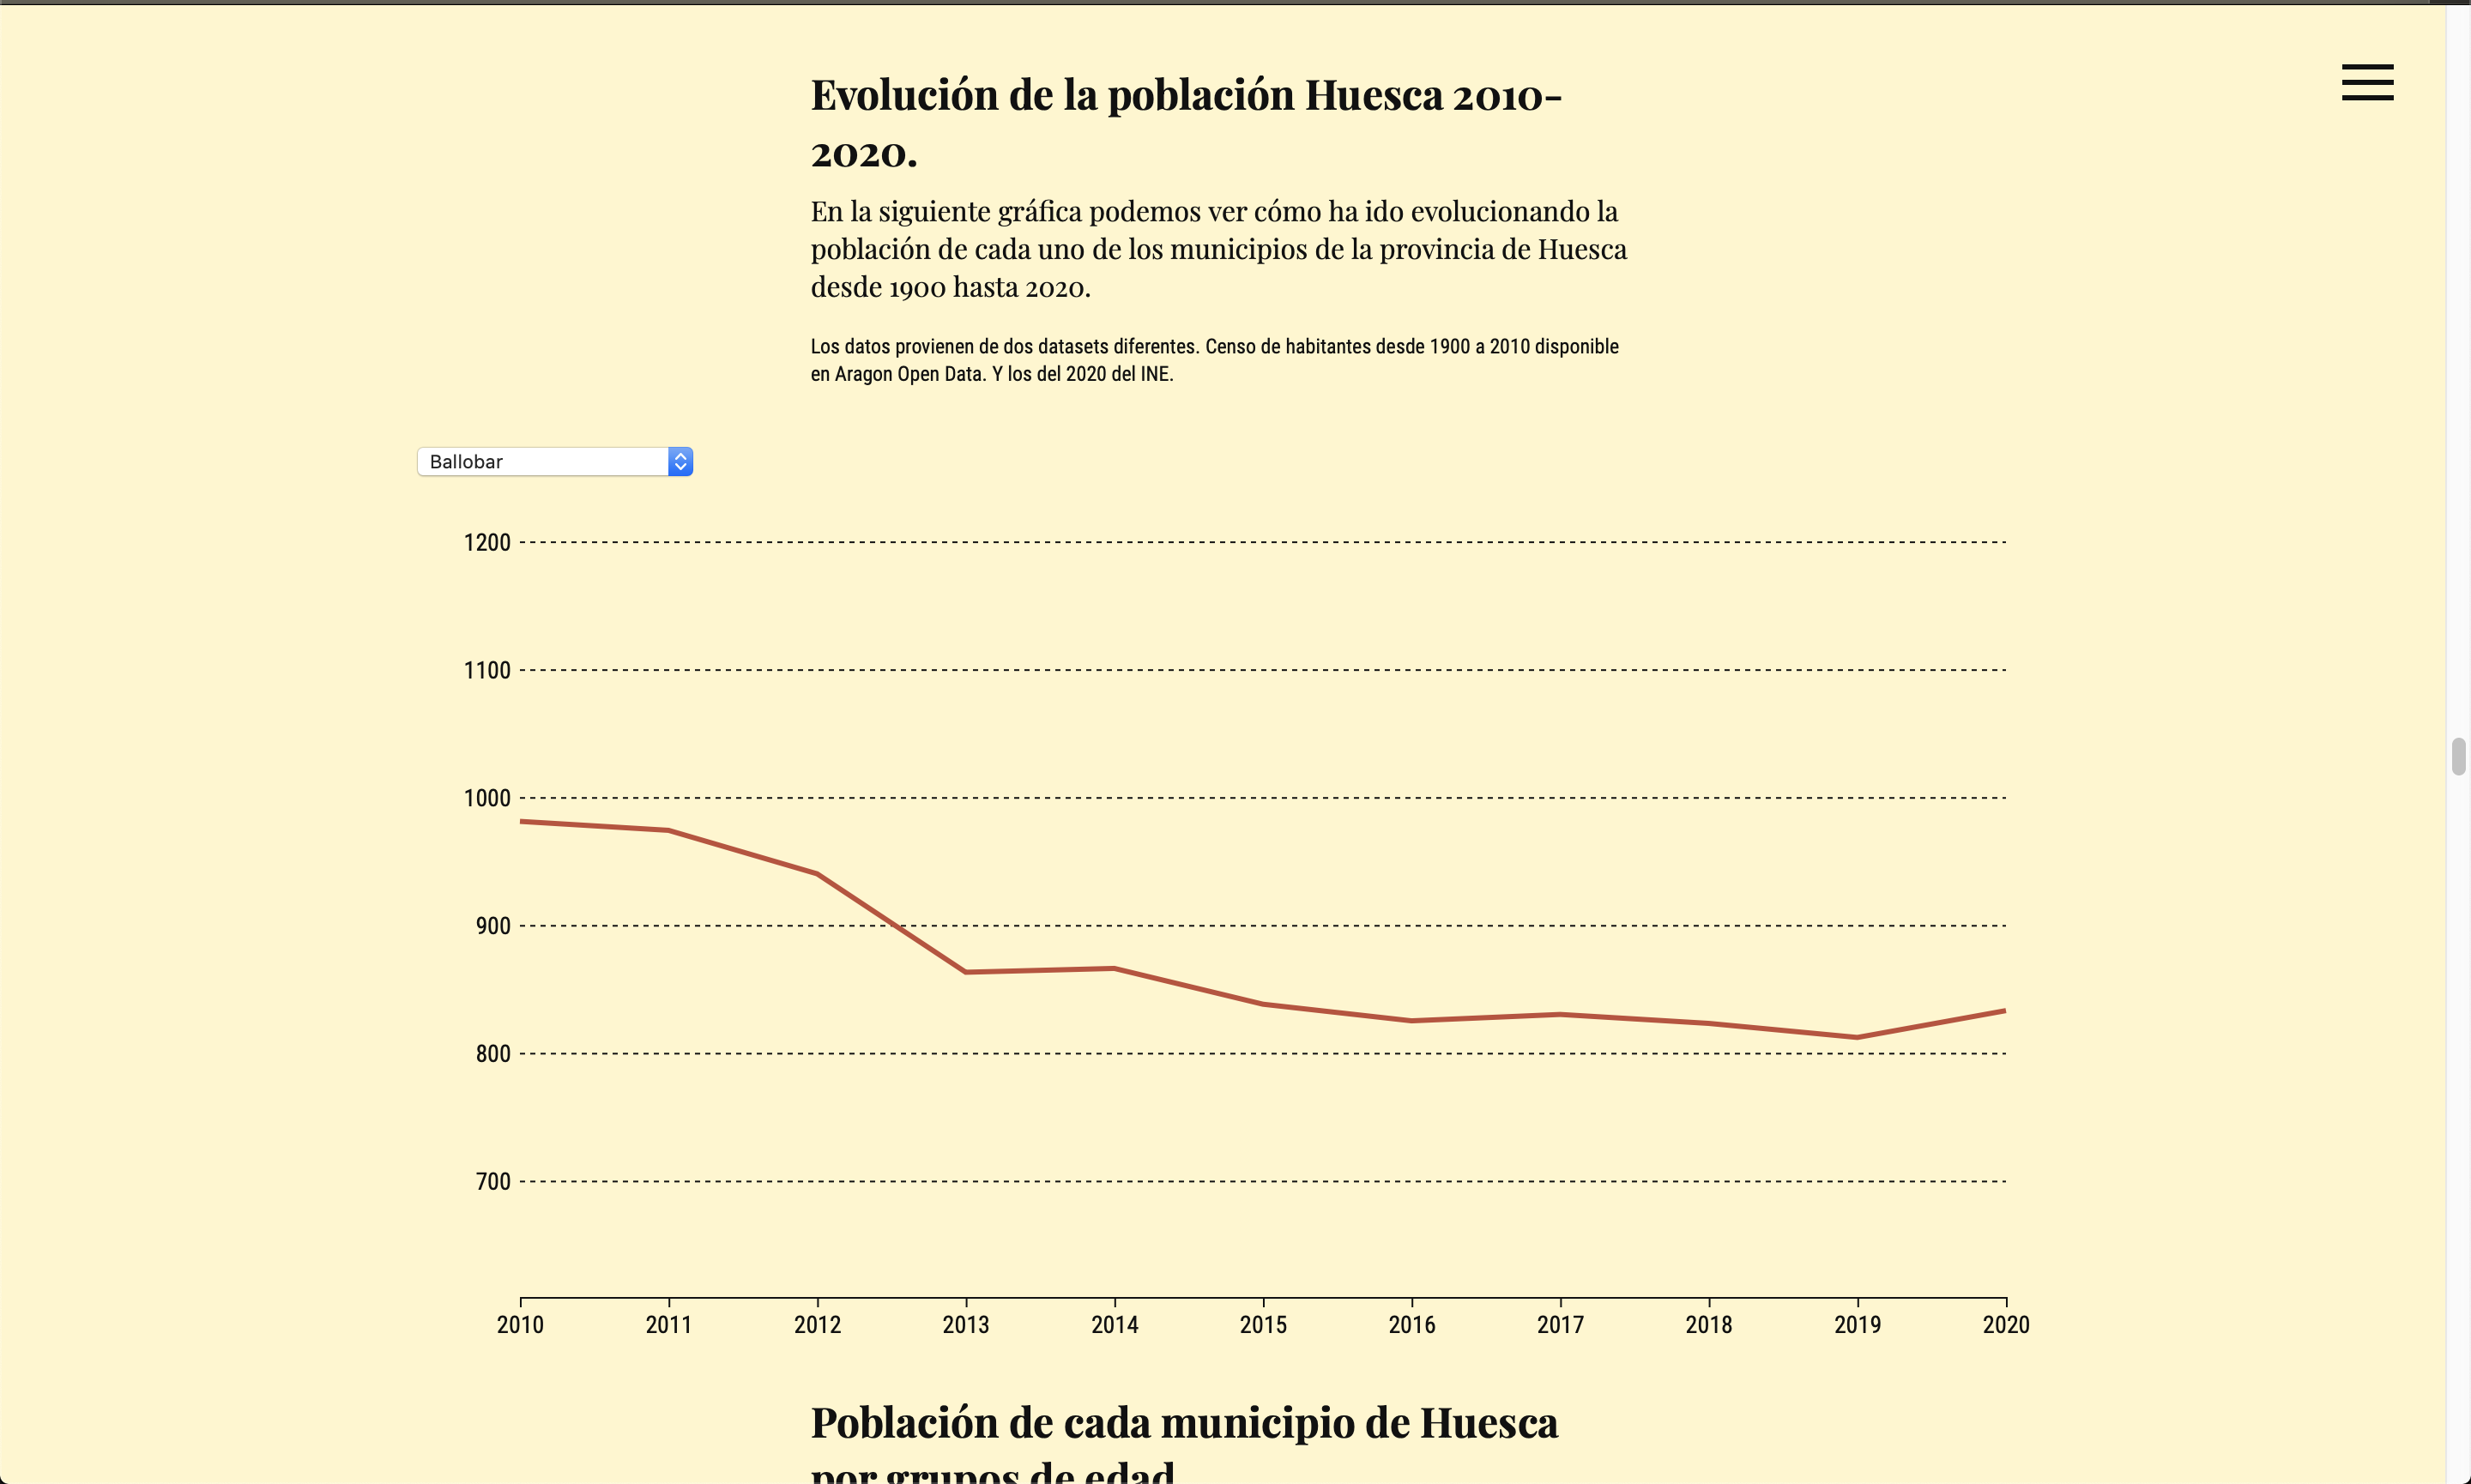 Evolución de la población Huesca 2010-
2020.
En la siguiente gráfica podemos ver cómo ha ido evolucionando la
población de cada uno de los municipios de la provincia de Huesca
desde 1900 hasta 2020.
Los datos provienen de dos datasets diferentes. Censo de habitantes desde 1900 a 2010 disponible
en Aragon Open Data. Y los del 2020 del INE.
Ballobar
1200
1100
1000
900
800
700
2010 2011 2012 2013 2014 2015 2016 2017 2018 2019 2020
Población de cada municipio de Huesca
por grupos de edad